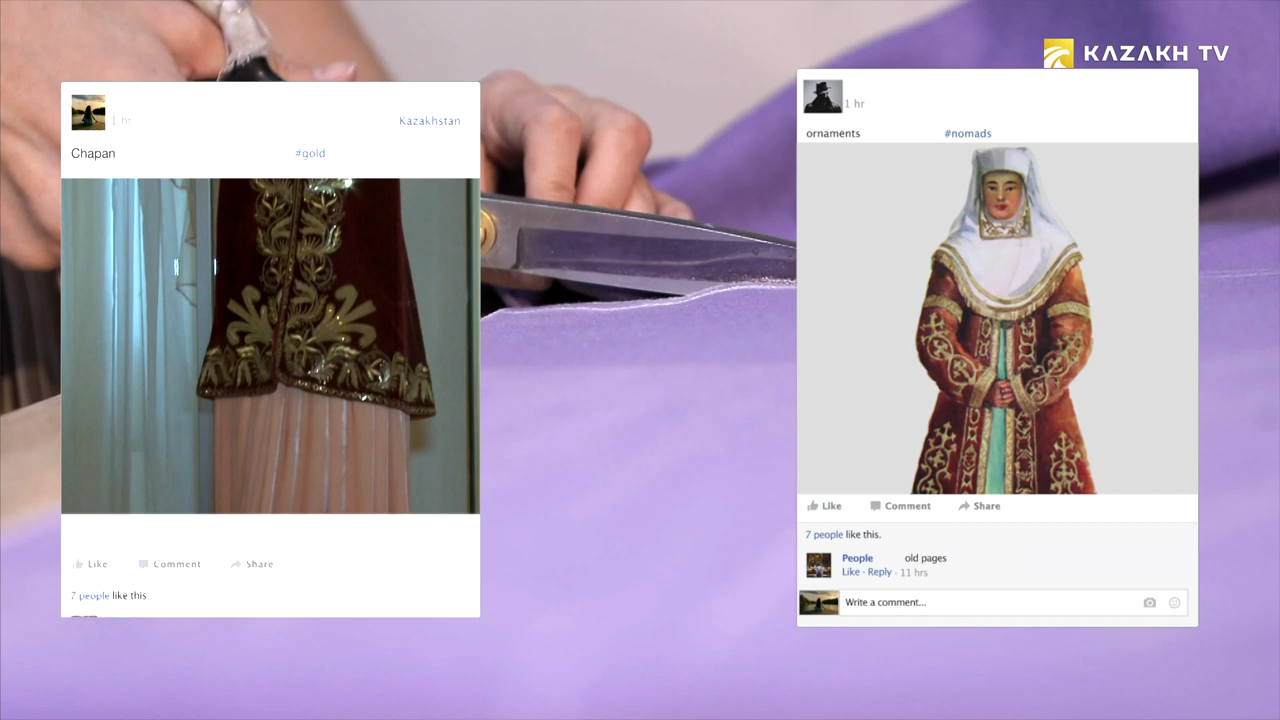 KAZAKH TV
1 hr
Kazakhstan
Chapan #gold
Like Comment Share
7 people like this.
1 hr
ornaments #nomads
Like Comment Share
7 people like this.
People old pages
Like · Reply · 11 hrs
Write a comment...